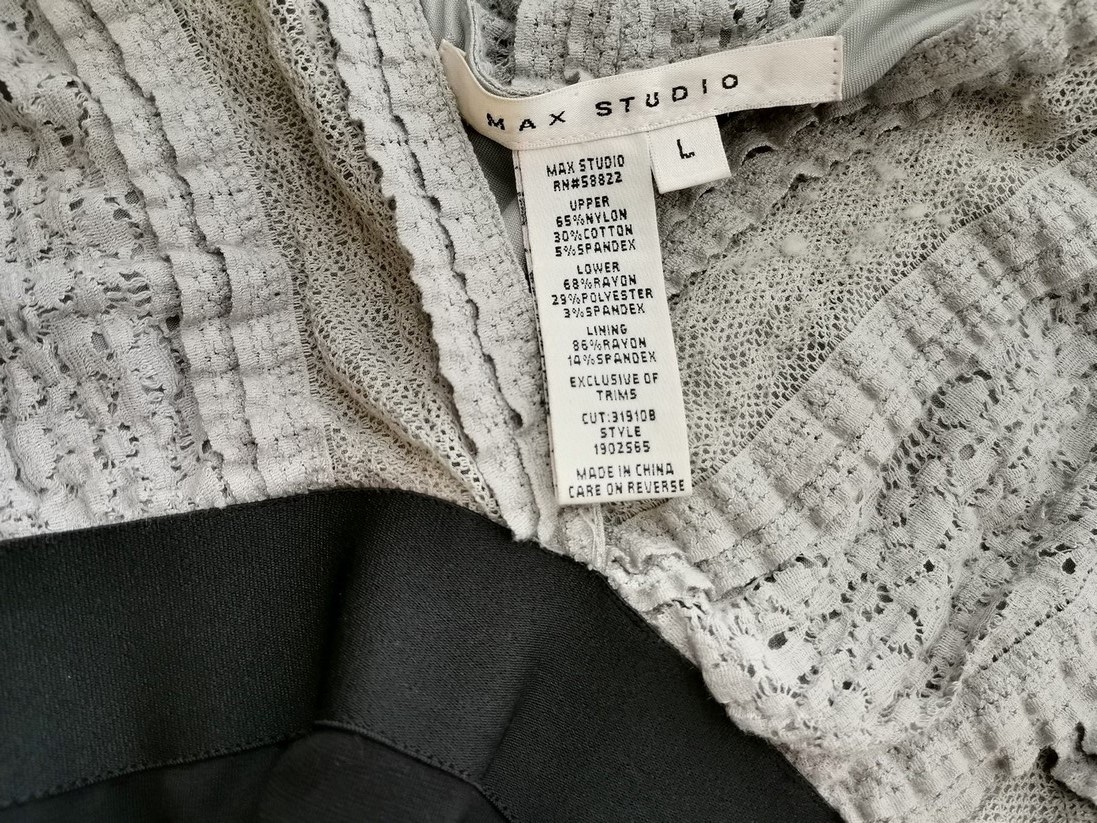 MAX STUDIO
L
MAX STUDIO
RN#58822
UPPER
65%NYLON
30%COTTON
5%SPANDEX
LOWER
68%RAYON
29%POLYESTER
3%SPANDEX
LINING
86%RAYON
14%SPANDEX
EXCLUSIVE OF
TRIMS
CUT:31910B
STYLE
1902565
MADE IN CHINA
CARE ON REVERSE